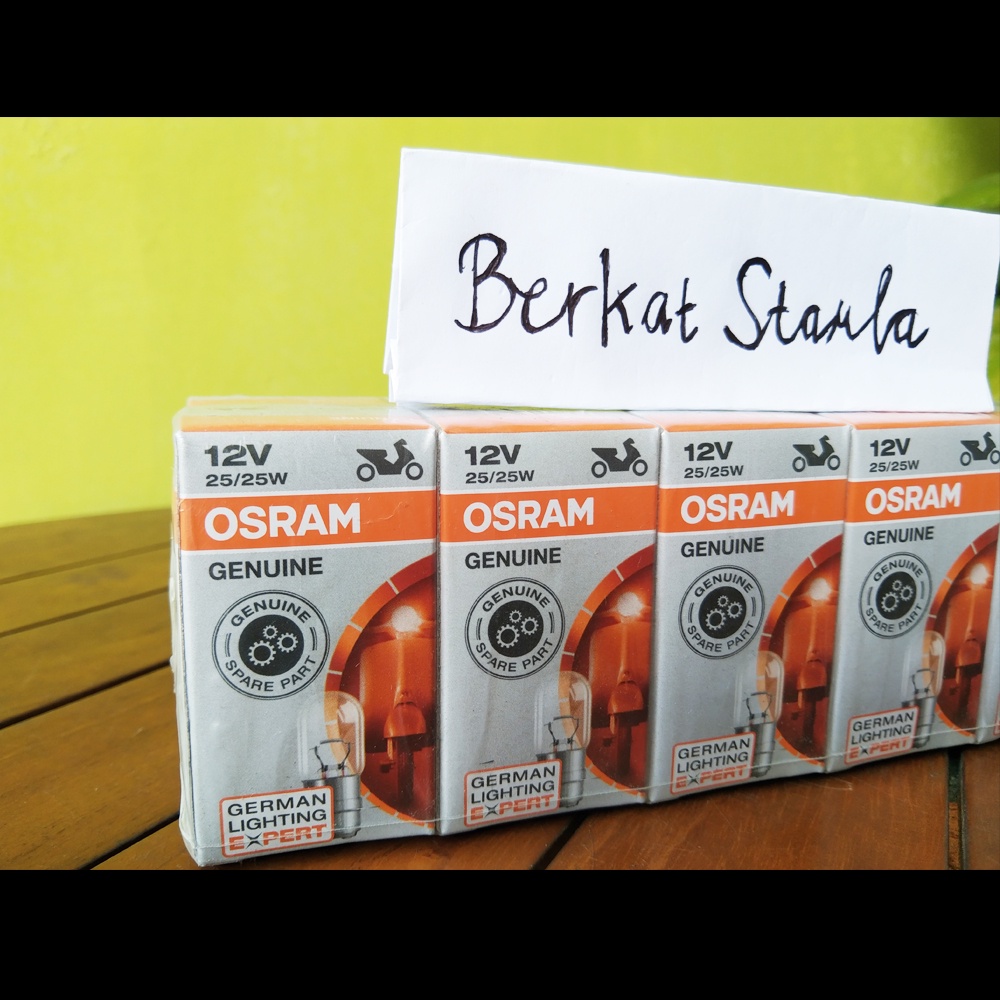 Berkat Starla
12V
25/25W
OSRAM
GENUINE
GENUINE
SPARE PART
GERMAN
LIGHTING
EXPERT
12V
25/25W
OSRAM
GENUINE
GENUINE
SPARE PART
GERMAN
LIGHTING
EXPERT
12V
25/25W
OSRAM
GENUINE
GENUINE
SPARE PART
GERMAN
LIGHTING
EXPERT
12V
25/25W
OSRAM
GENUINE
GENUINE
SPARE PART
GERMAN
LIGHTING
EXPERT